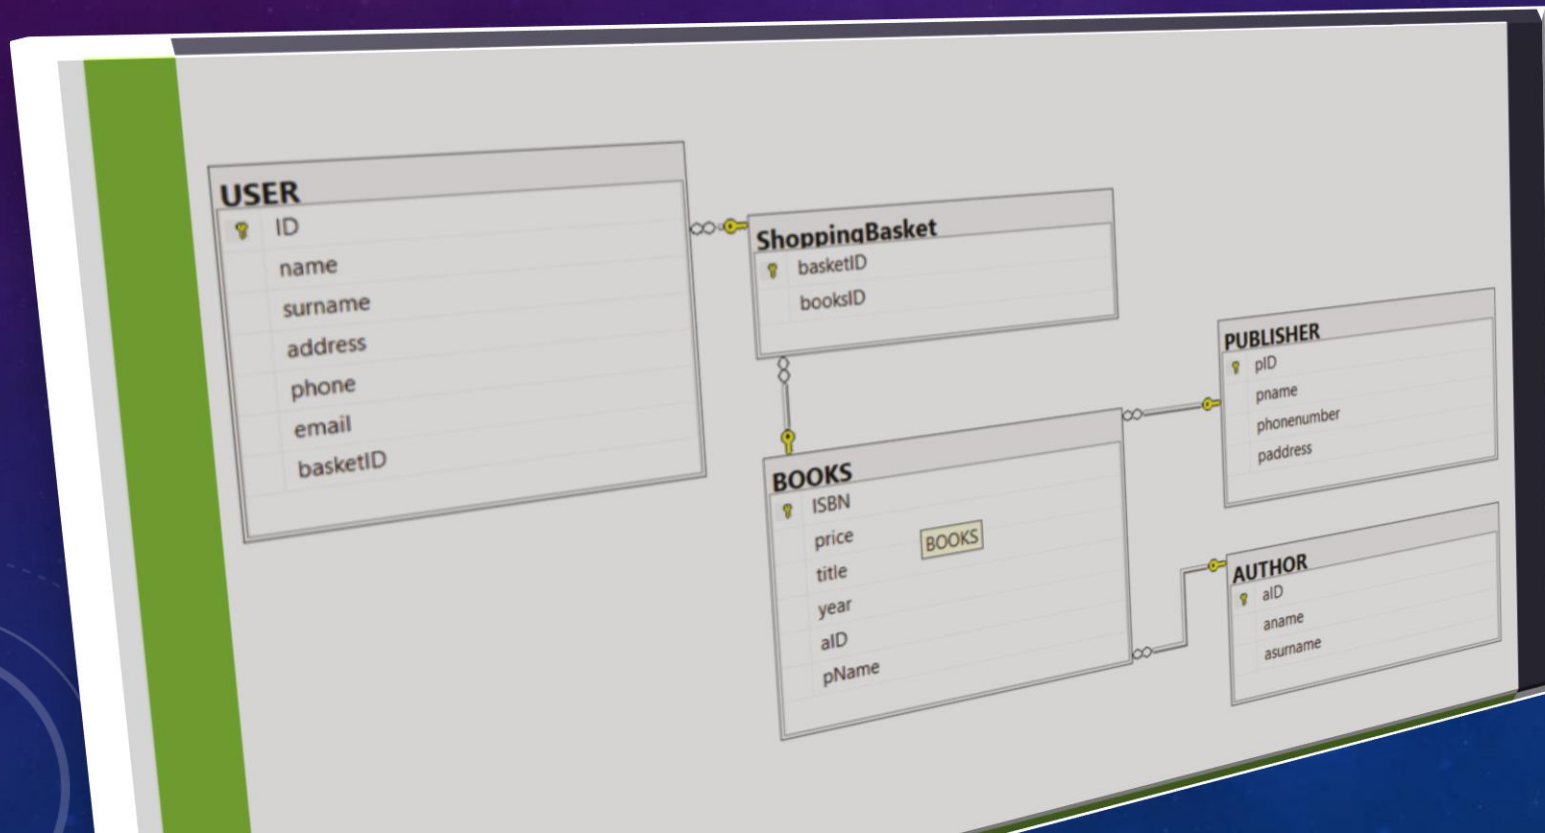 USER
ID
name
surname
address
phone
email
basketID
ShoppingBasket
basketID
booksID
BOOKS
ISBN
price
title
year
aID
pName
BOOKS
PUBLISHER
pID
pname
phonenumber
paddress
AUTHOR
aID
aname
asurname